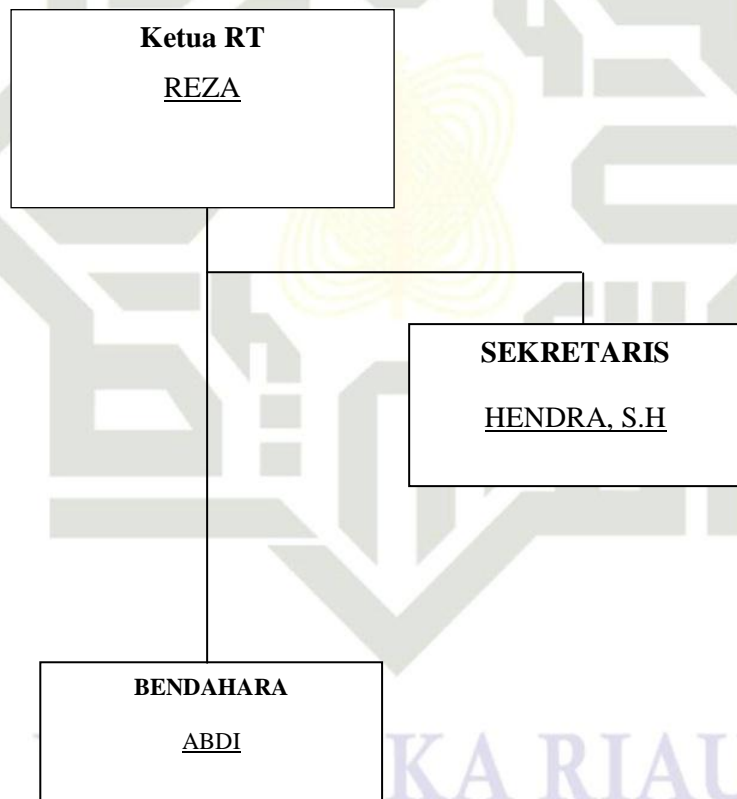 Ketua RT
REZA
SEKRETARIS
HENDRA, S.H
BENDAHARA
ABDI
KA RIAU